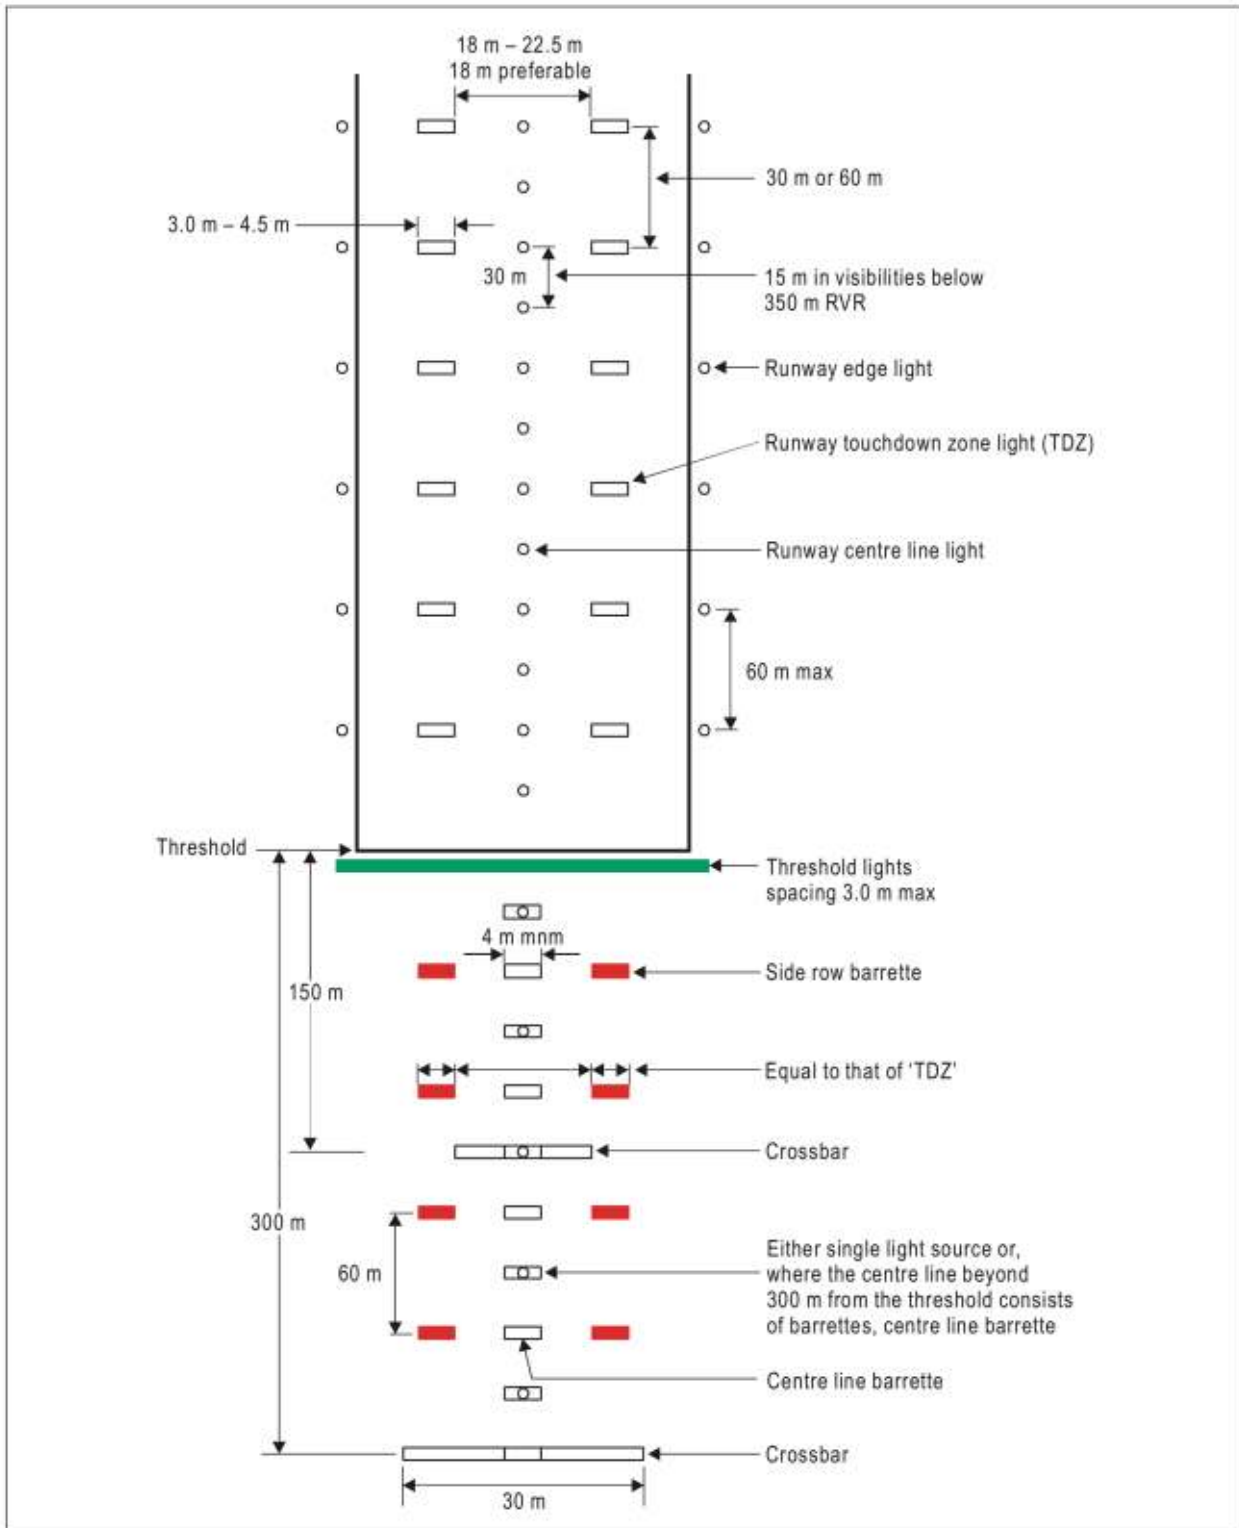 18 m – 22.5 m
18 m preferable
30 m or 60 m
3.0 m – 4.5 m
30 m
15 m in visibilities below
350 m RVR
Runway edge light
Runway touchdown zone light (TDZ)
Runway centre line light
60 m max
Threshold
Threshold lights
spacing 3.0 m max
4 m mnm
Side row barrette
150 m
Equal to that of ‘TDZ’
Crossbar
300 m
60 m
Either single light source or,
where the centre line beyond
300 m from the threshold consists
of barrettes, centre line barrette
Centre line barrette
Crossbar
30 m